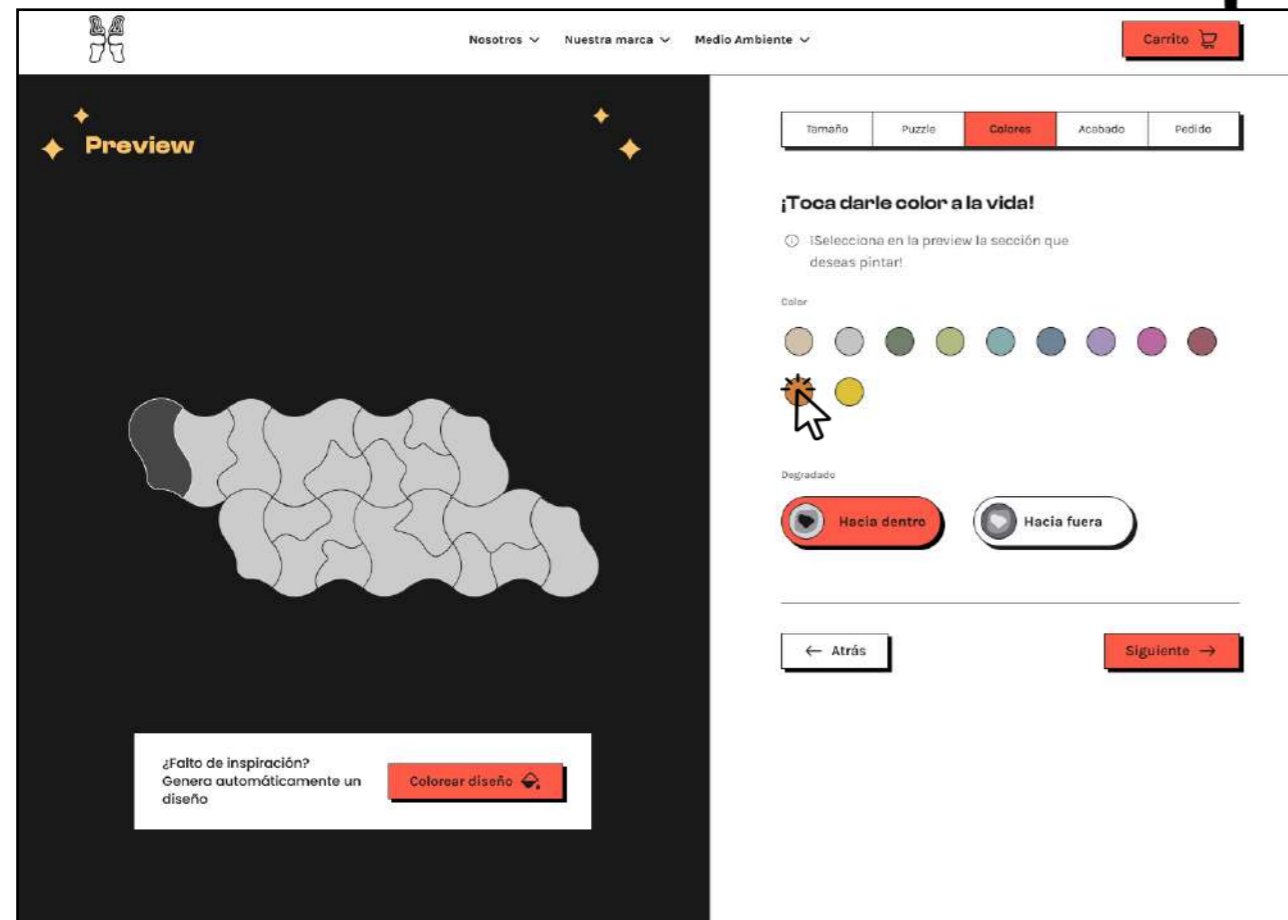 Nosotros
Nuestra marca
Medio Ambiente
Carrito
Preview
Tamaño
Puzzle
Colores
Acabado
Pedido
¡Toca darle color a la vida!
¡Selecciona en la preview la sección que
deseas pintar!
Color
Degradado
Hacia dentro
Hacia fuera
← Atrás
Siguiente →
¿Falto de inspiración?
Genera automáticamente un
diseño
Colorear diseño